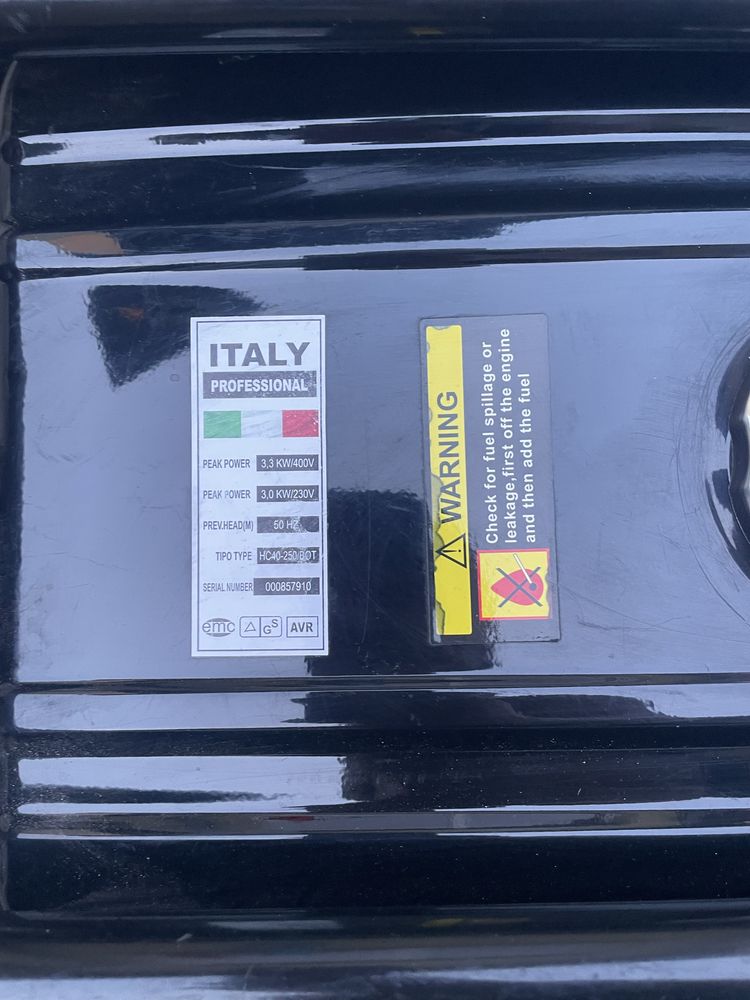 ITALY
PROFESSIONAL
PEAK POWER 3,3 KW/400V
PEAK POWER 3,0 KW/230V
PREV.HEAD(M) 50 HZ
TIPO TYPE HC40-250/BOT
SERIAL NUMBER 000857910
emc GS AVR
WARNING
Check for fuel spillage or
leakage,first off the engine
and then add the fuel